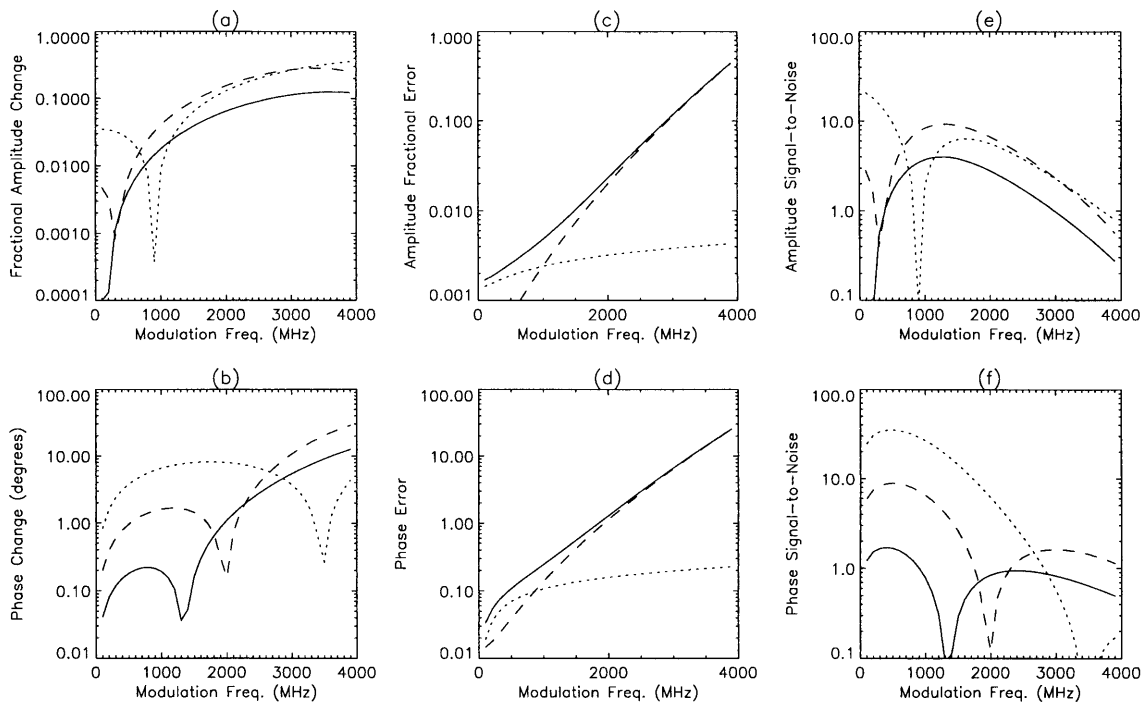 (a)
Fractional Amplitude Change
1.0000
0.1000
0.0100
0.0010
0.0001
0 1000 2000 3000 4000
Modulation Freq. (MHz)
(c)
Amplitude Fractional Error
1.000
0.100
0.010
0.001
0 2000 4000
Modulation Freq. (MHz)
(e)
Amplitude Signal-to-Noise
100.0
10.0
1.0
0.1
0 1000 2000 3000 4000
Modulation Freq. (MHz)
(b)
Phase Change (degrees)
100.00
10.00
1.00
0.10
0.01
0 1000 2000 3000 4000
Modulation Freq. (MHz)
(d)
Phase Error
100.00
10.00
1.00
0.10
0.01
0 2000 4000
Modulation Freq. (MHz)
(f)
Phase Signal-to-Noise
100.0
10.0
1.0
0.1
0 1000 2000 3000 4000
Modulation Freq. (MHz)